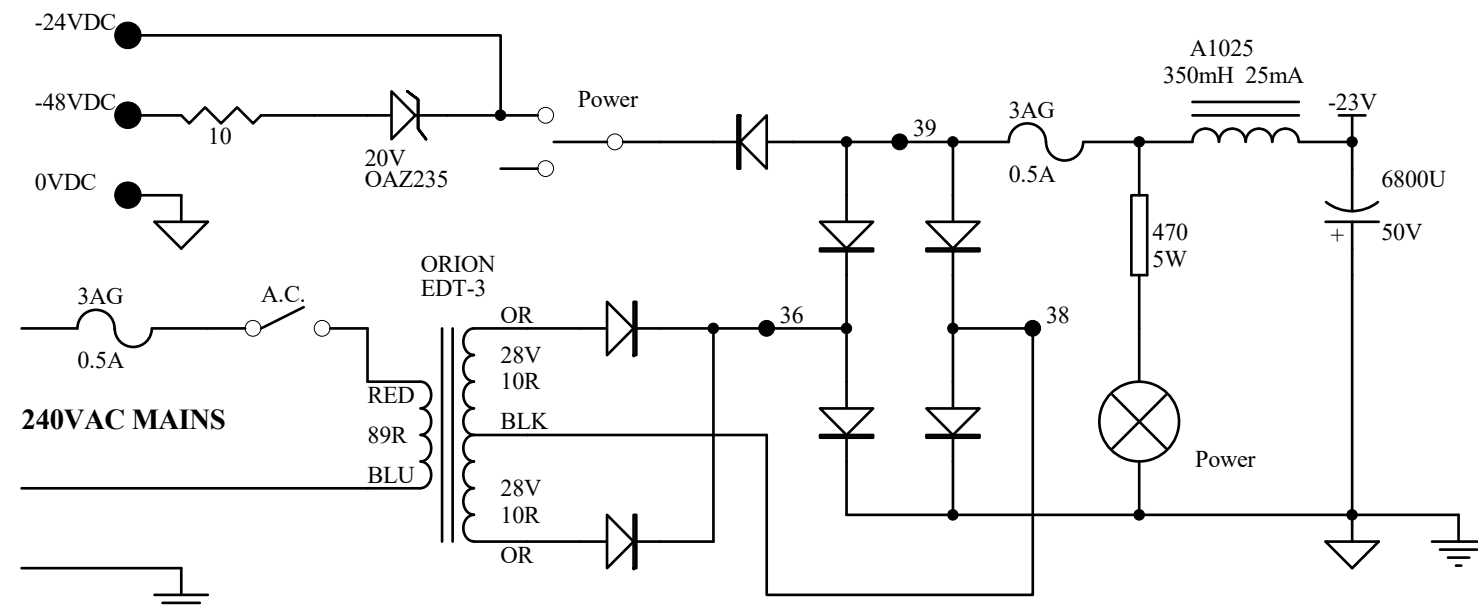 -24VDC
-48VDC
10
20V
OAZ235
0VDC
Power
39
3AG
0.5A
A1025
350mH 25mA
-23V
6800U
50V
+
470
5W
Power
36
38
3AG
0.5A
A.C.
ORION
EDT-3
OR
28V
10R
BLK
28V
10R
OR
RED
89R
BLU
240VAC MAINS